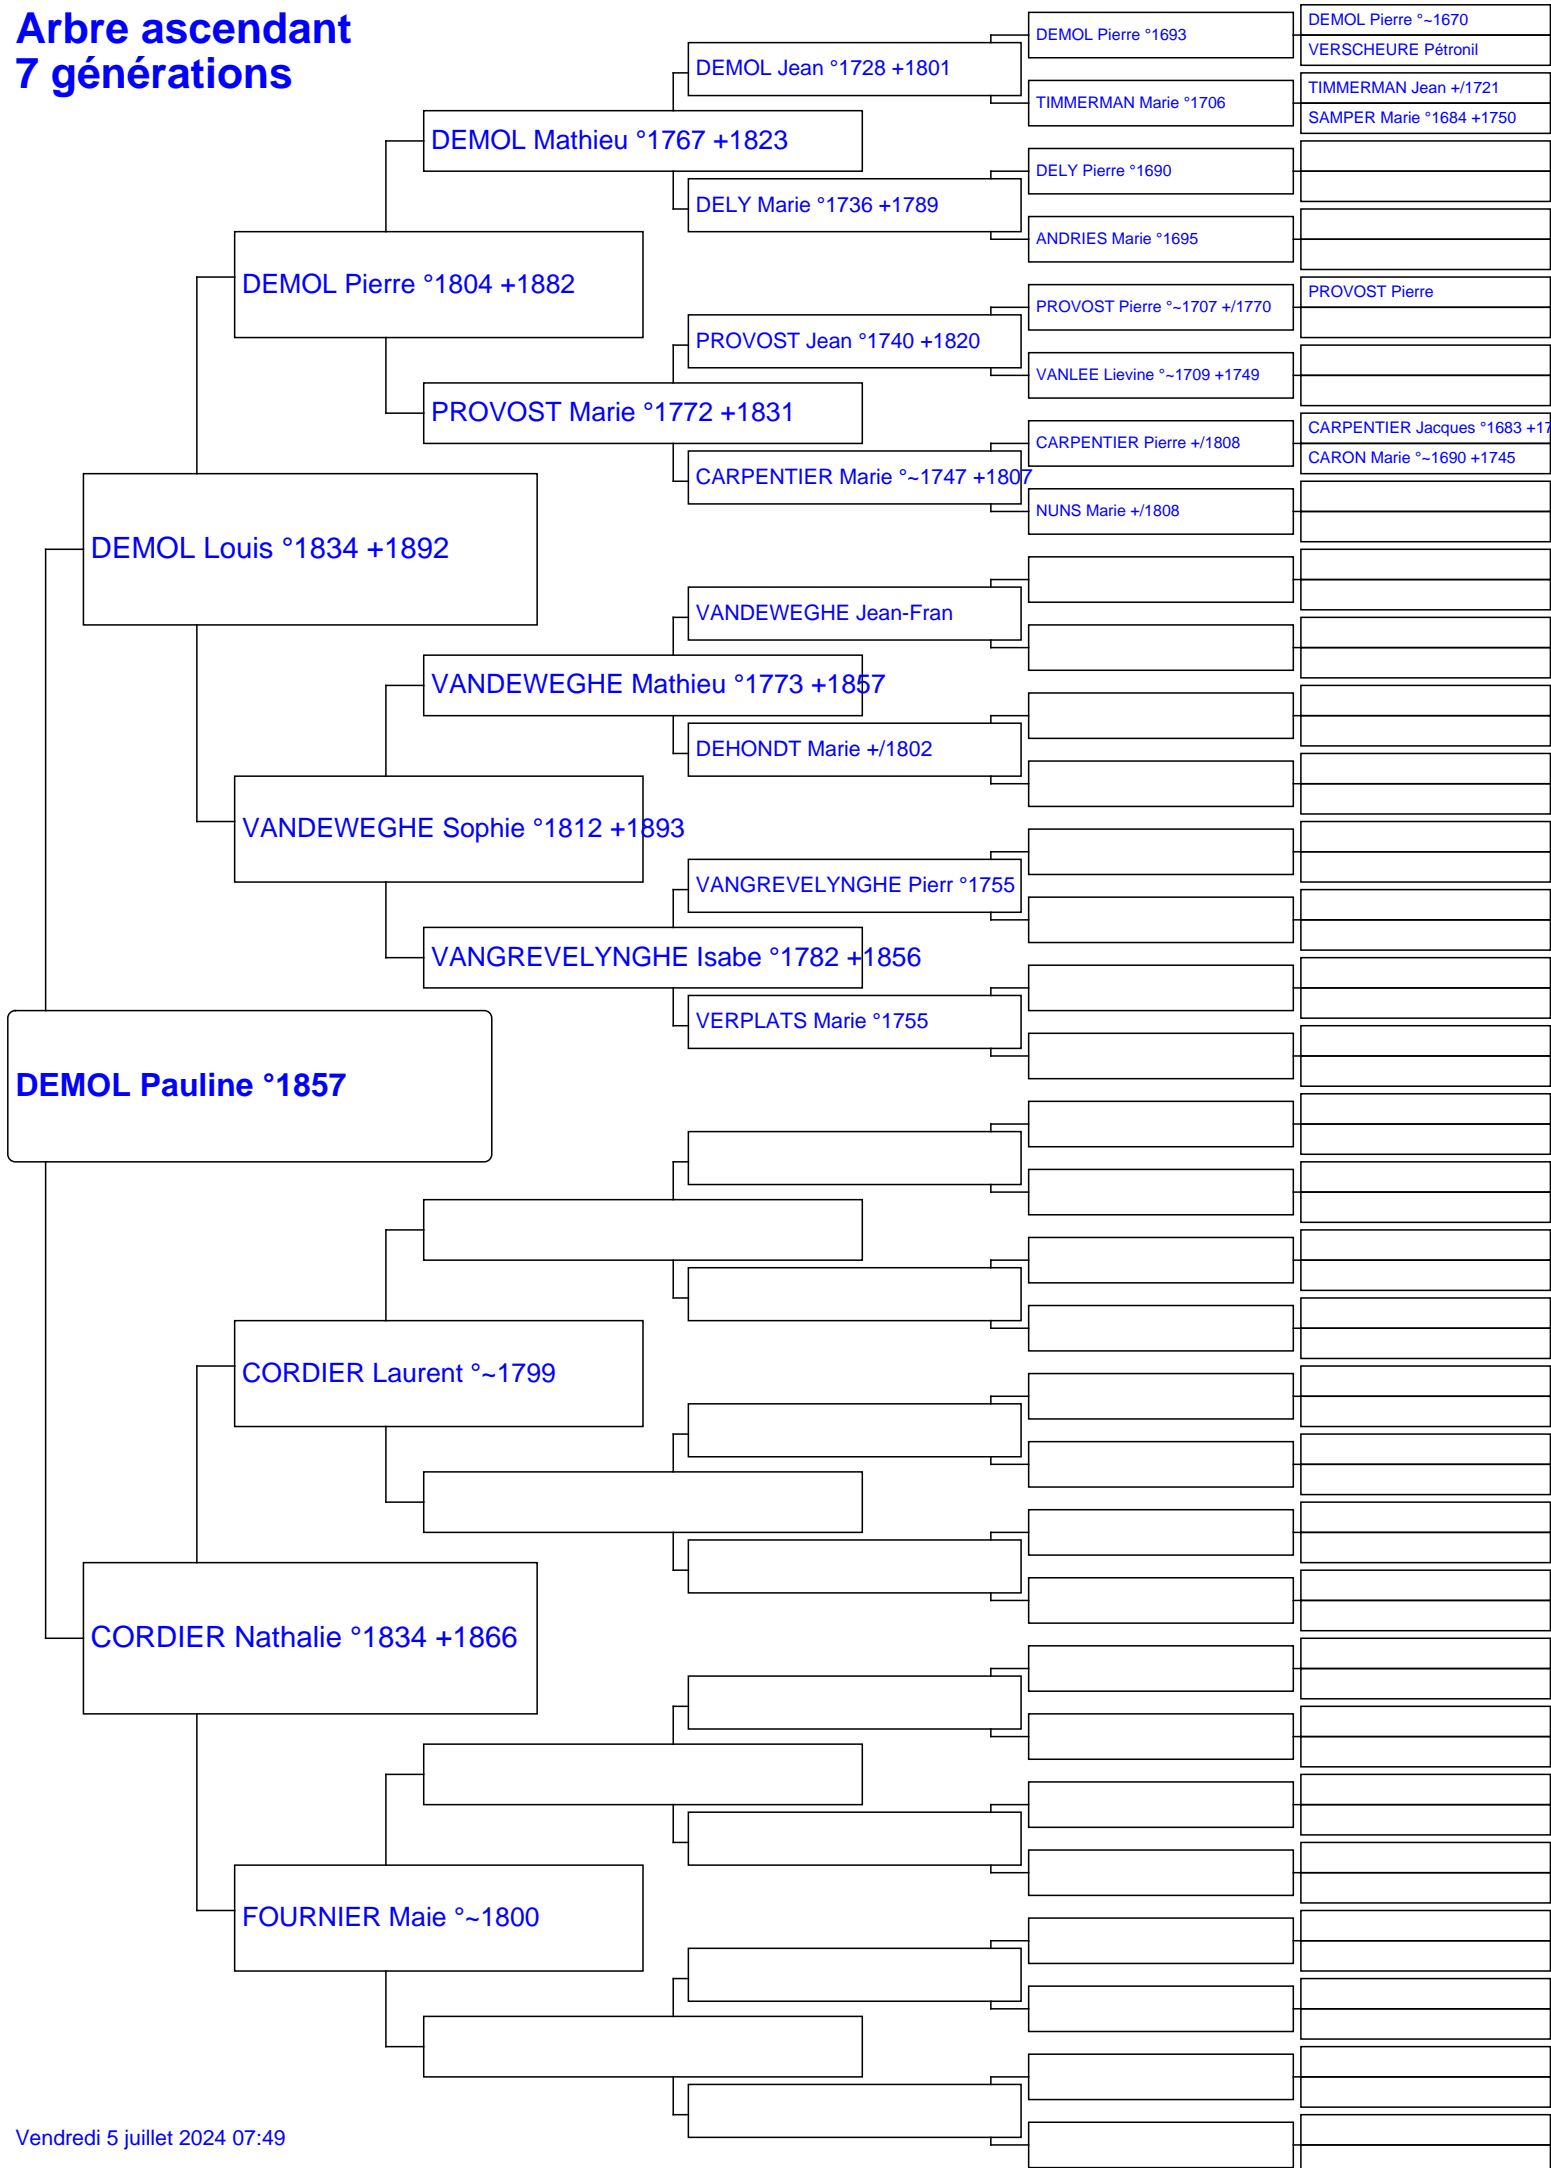 Arbre ascendant
7 générations
DEMOL Pierre °~1670
DEMOL Pierre °1693
VERSCHEURE Pétronil
DEMOL Jean °1728 +1801
TIMMERMAN Jean +/1721
TIMMERMAN Marie °1706
SAMPER Marie °1684 +1750
DEMOL Mathieu °1767 +1823
DELY Pierre °1690
DELY Marie °1736 +1789
ANDRIES Marie °1695
DEMOL Pierre °1804 +1882
PROVOST Pierre
PROVOST Pierre °~1707 +/1770
PROVOST Jean °1740 +1820
VANLEE Lievine °~1709 +1749
PROVOST Marie °1772 +1831
CARPENTIER Jacques °1683 +17
CARPENTIER Pierre +/1808
CARON Marie °~1690 +1745
CARPENTIER Marie °~1747 +1807
NUNS Marie +/1808
DEMOL Louis °1834 +1892
VANDEWEGHE Jean-Fran
VANDEWEGHE Mathieu °1773 +1857
DEHONDT Marie +/1802
VANDEWEGHE Sophie °1812 +1893
VANGREVELYNGHE Pierr °1755
VANGREVELYNGHE Isabe °1782 +1856
VERPLATS Marie °1755
DEMOL Pauline °1857
CORDIER Laurent °~1799
CORDIER Nathalie °1834 +1866
FOURNIER Maie °~1800
Vendredi 5 juillet 2024 07:49